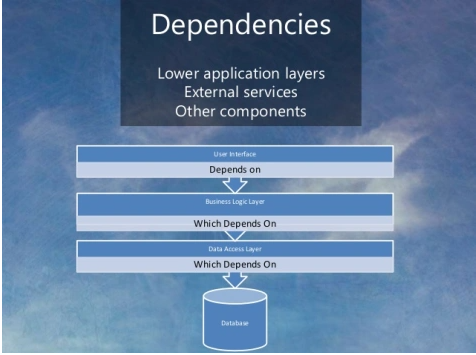 Dependencies
Lower application layers
External services
Other components
User Interface
Depends on
Business Logic Layer
Which Depends On
Data Access Layer
Which Depends On
Database